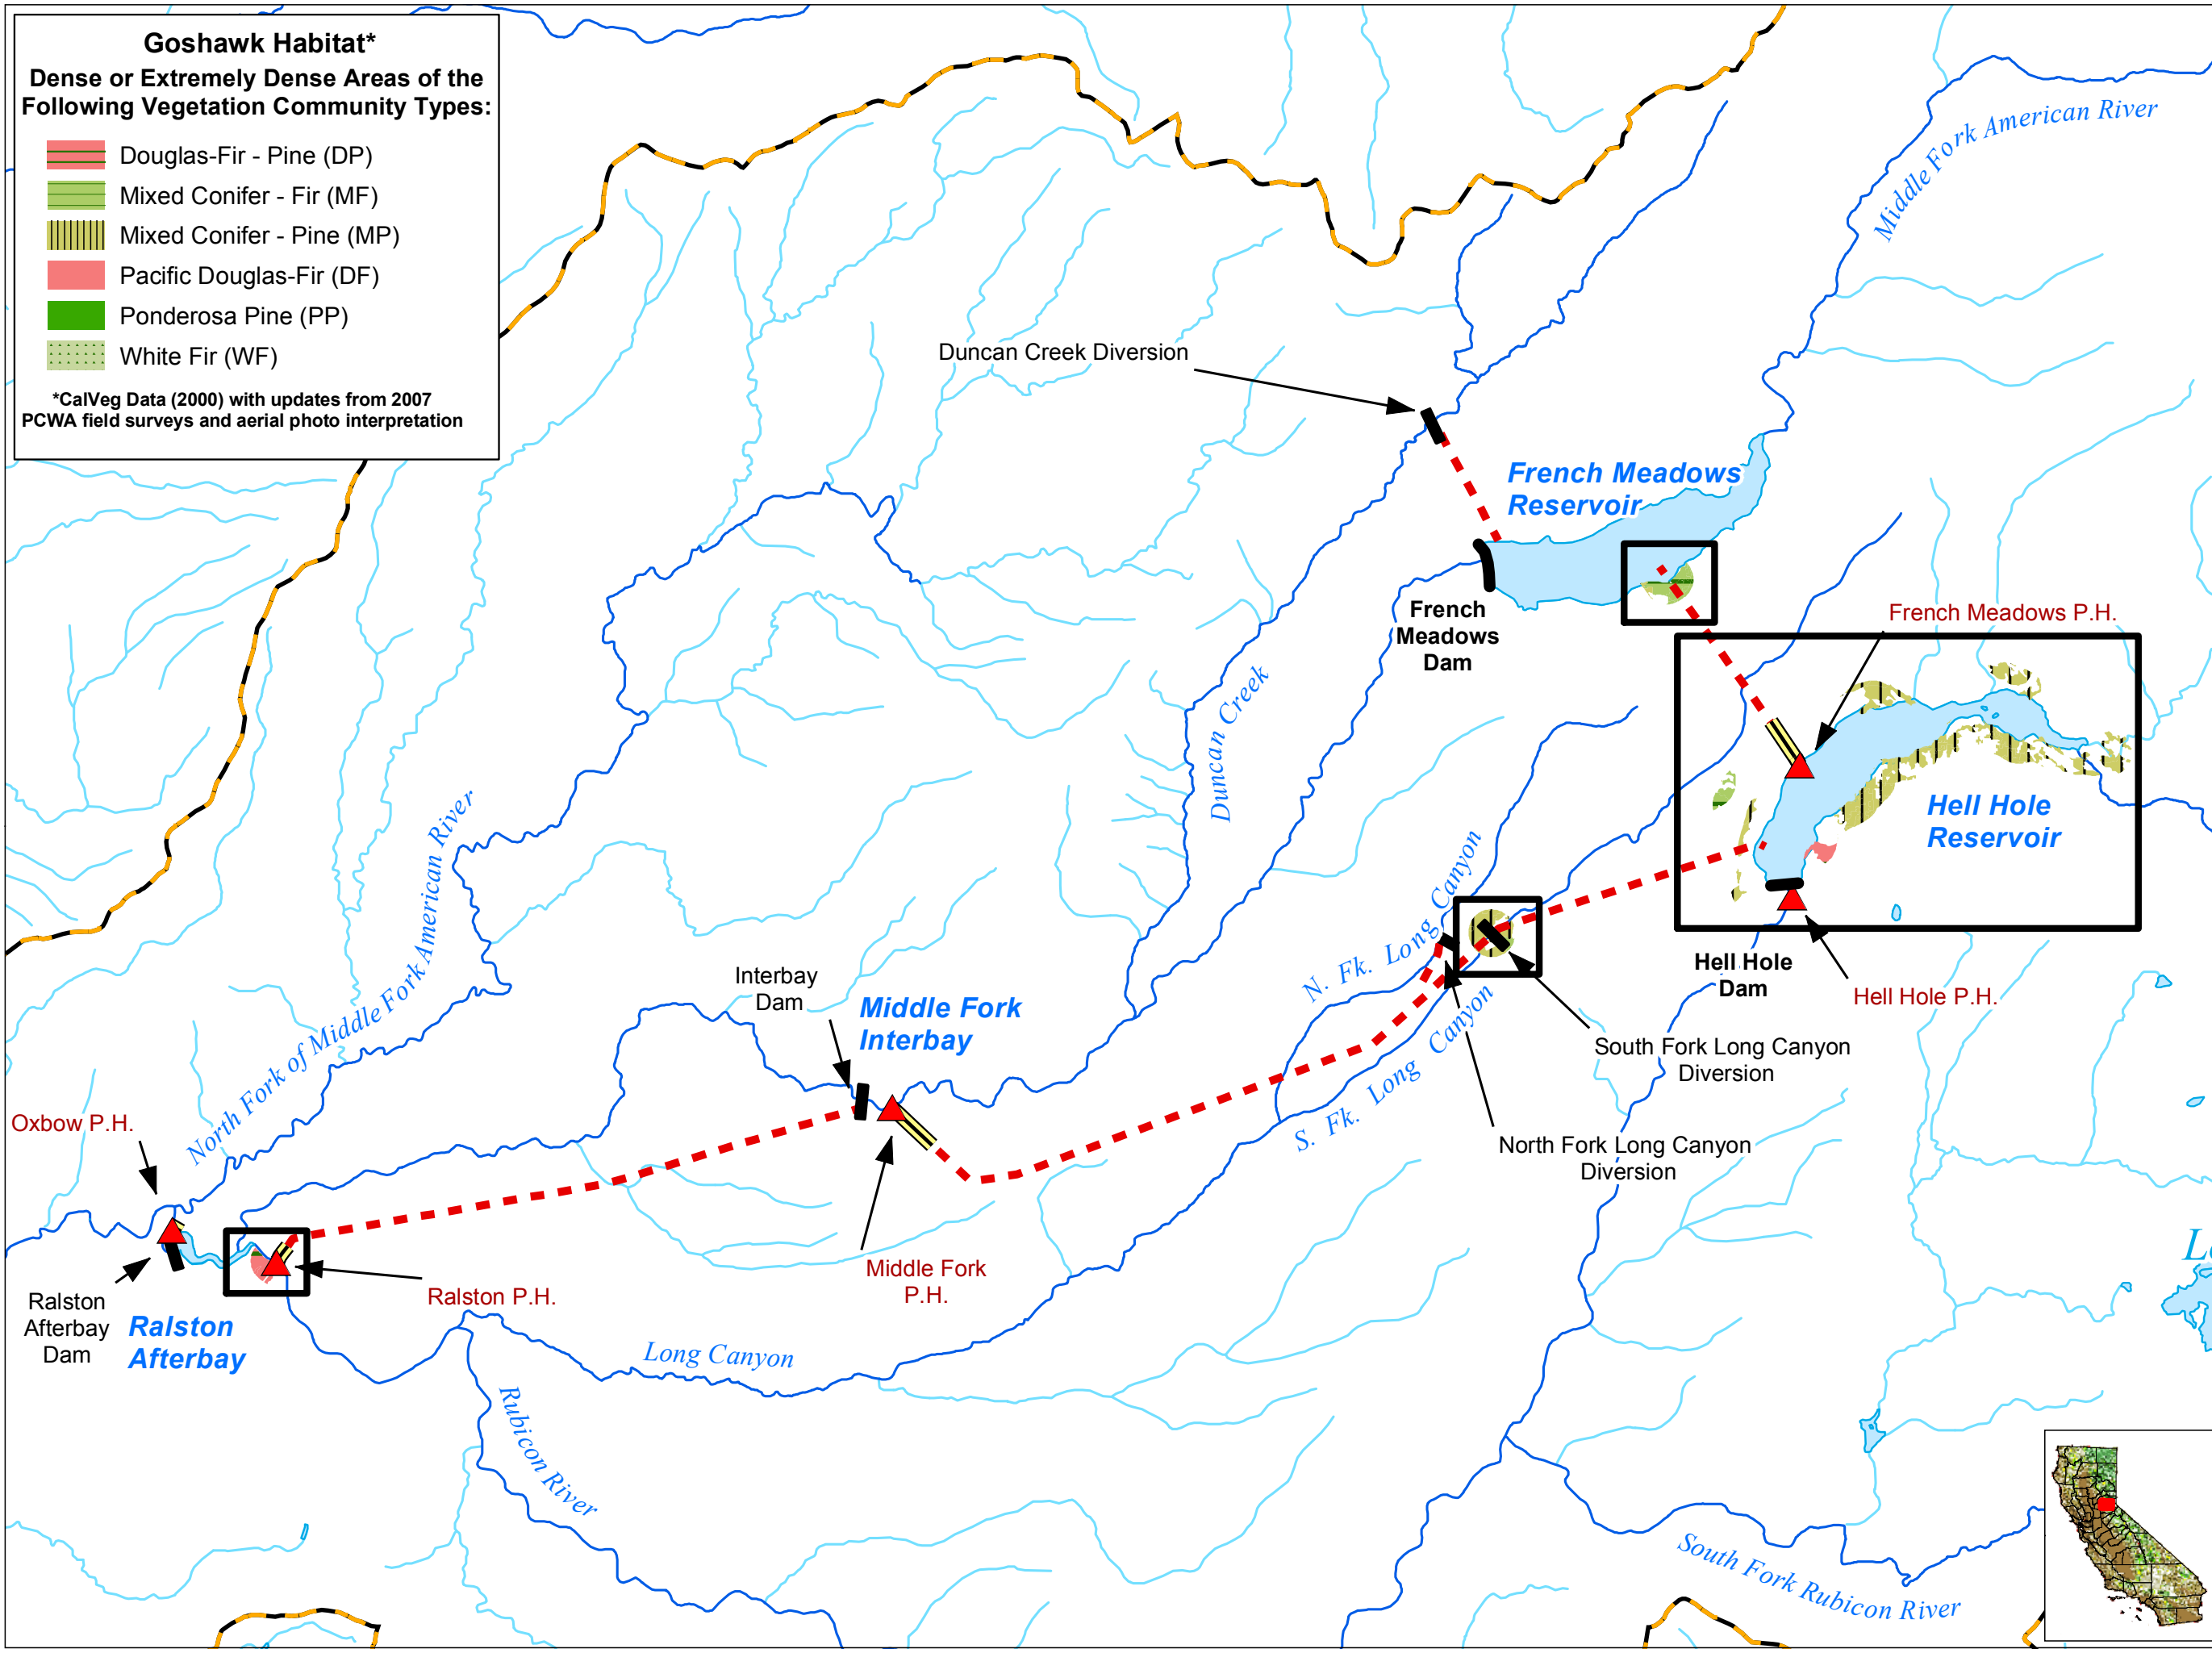 Goshawk Habitat*
Dense or Extremely Dense Areas of the
Following Vegetation Community Types:
Douglas-Fir - Pine (DP)
Mixed Conifer - Fir (MF)
Mixed Conifer - Pine (MP)
Pacific Douglas-Fir (DF)
Ponderosa Pine (PP)
White Fir (WF)
*CalVeg Data (2000) with updates from 2007
PCWA field surveys and aerial photo interpretation
Middle Fork American River
Duncan Creek Diversion
French Meadows
Reservoir
French
Meadows
Dam
French Meadows P.H.
Duncan Creek
Hell Hole
Reservoir
North Fork of Middle Fork American River
N. Fk. Long Canyon
S. Fk. Long Canyon
Hell Hole
Dam
Hell Hole P.H.
Interbay
Dam
Middle Fork
Interbay
South Fork Long Canyon
Diversion
North Fork Long Canyon
Diversion
Oxbow P.H.
Middle Fork
P.H.
Ralston P.H.
Ralston
Afterbay
Dam
Ralston
Afterbay
Long Canyon
Rubicon River
South Fork Rubicon River